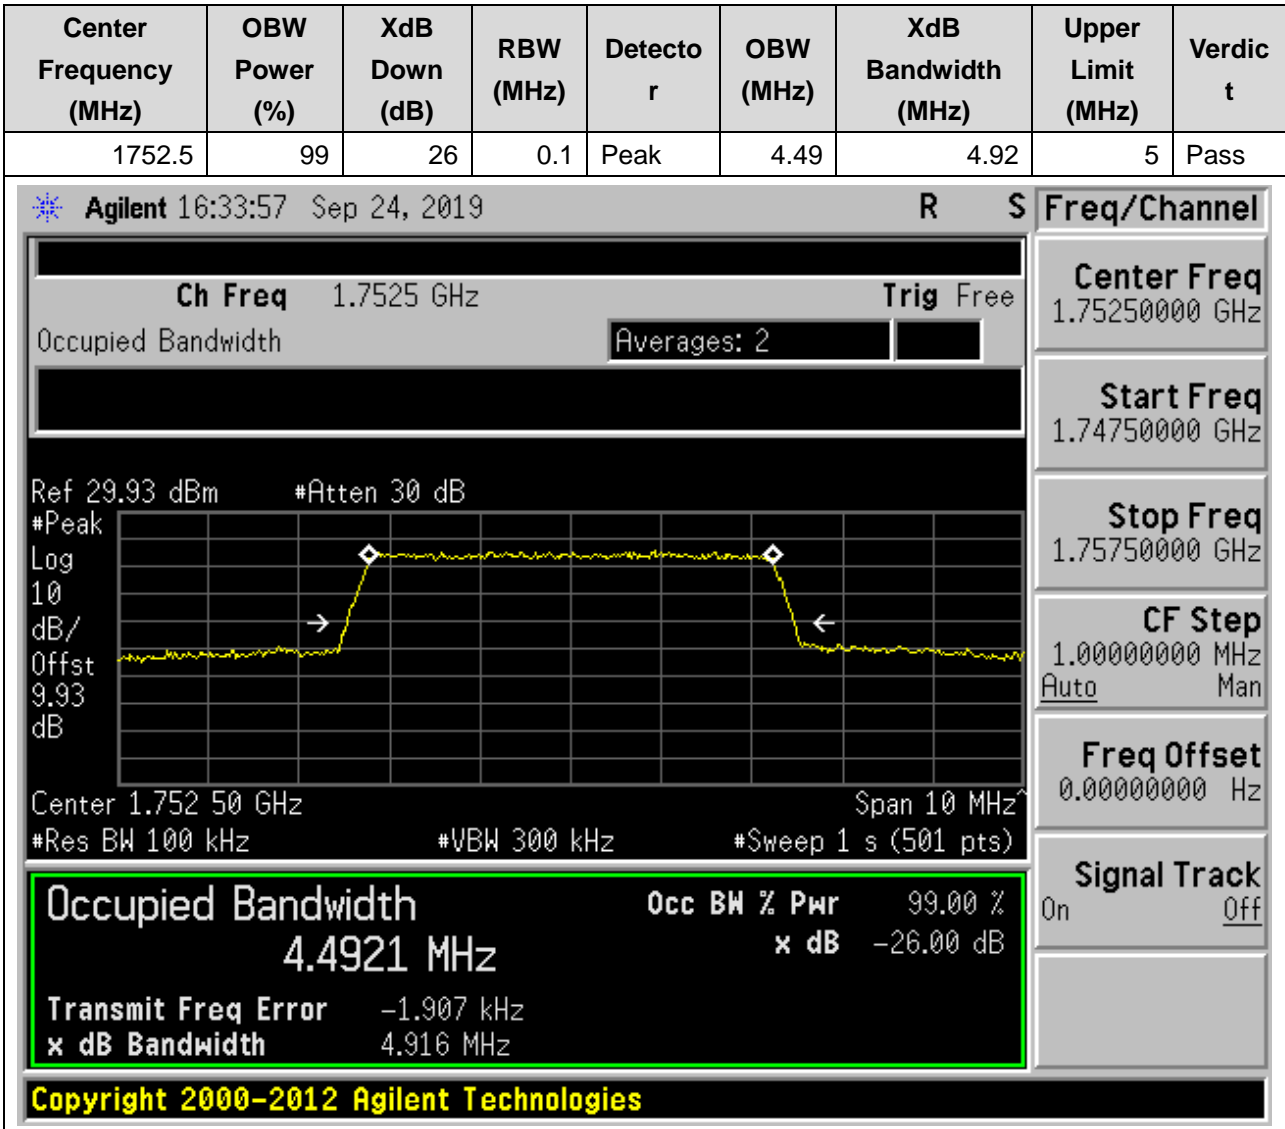 Center Frequency (MHz) OBW Power (%) XdB Down (dB) RBW (MHz) Detector OBW (MHz) XdB Bandwidth (MHz) Upper Limit (MHz) Verdict
1752.5 99 26 0.1 Peak 4.49 4.92 5 Pass
Agilent 16:33:57 Sep 24, 2019 R S
Freq/Channel
Ch Freq 1.7525 GHz Trig Free
Occupied Bandwidth Averages: 2
Center Freq
1.75250000 GHz
Start Freq
1.74750000 GHz
Stop Freq
1.75750000 GHz
CF Step
1.00000000 MHz
Auto Man
Freq Offset
0.00000000 Hz
Signal Track
On Off
Ref 29.93 dBm #Atten 30 dB
#Peak
Log
10
dB/
Offst
9.93
dB
Center 1.752 50 GHz Span 10 MHz^
#Res BW 100 kHz #VBW 300 kHz #Sweep 1 s (501 pts)
Occupied Bandwidth Occ BW % Pwr 99.00 %
4.4921 MHz x dB -26.00 dB
Transmit Freq Error -1.907 kHz
x dB Bandwidth 4.916 MHz
Copyright 2000-2012 Agilent Technologies